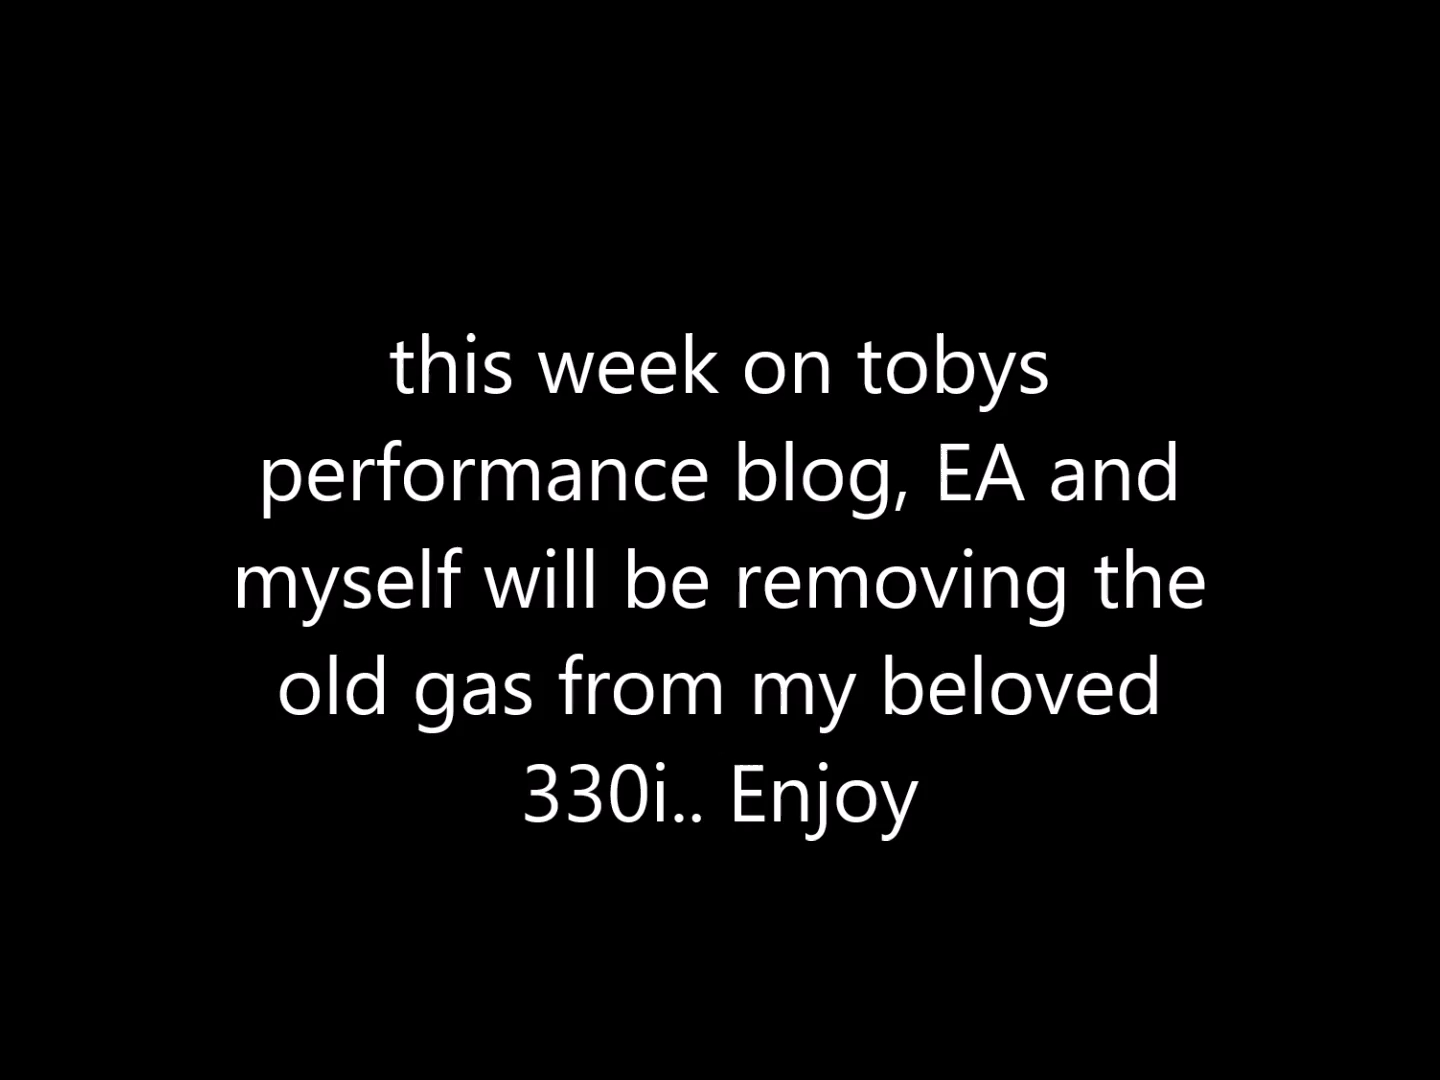 this week on tobys
performance blog, EA and
myself will be removing the
old gas from my beloved
330i.. Enjoy